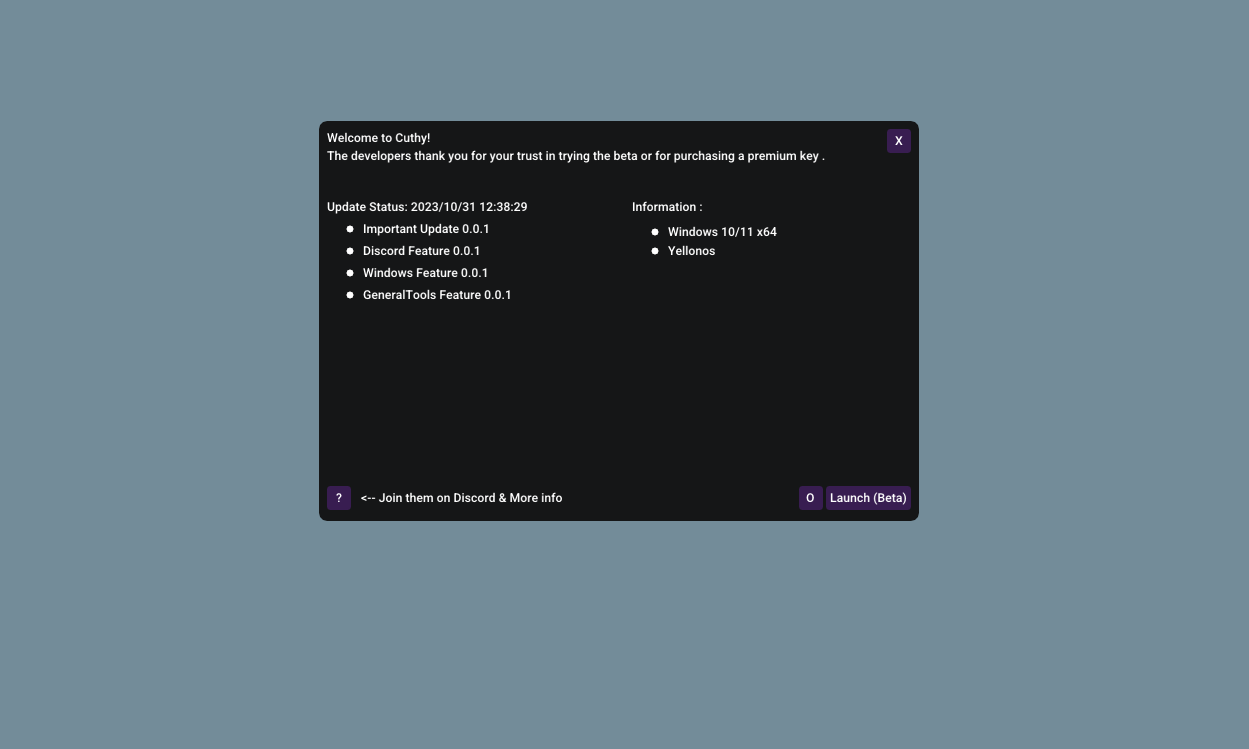 Welcome to Cuthy!
X
The developers thank you for your trust in trying the beta or for purchasing a premium key .
Update Status: 2023/10/31 12:38:29
Important Update 0.0.1
Discord Feature 0.0.1
Windows Feature 0.0.1
GeneralTools Feature 0.0.1
Information :
Windows 10/11 x64
Yellonos
? <-- Join them on Discord & More info
O Launch (Beta)